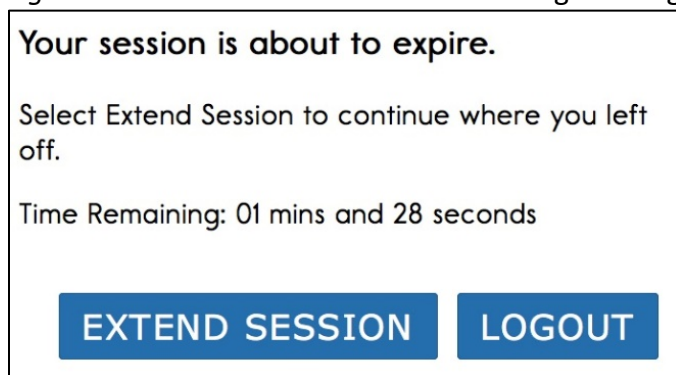 Your session is about to expire.
Select Extend Session to continue where you left
off.
Time Remaining: 01 mins and 28 seconds
EXTEND SESSION LOGOUT